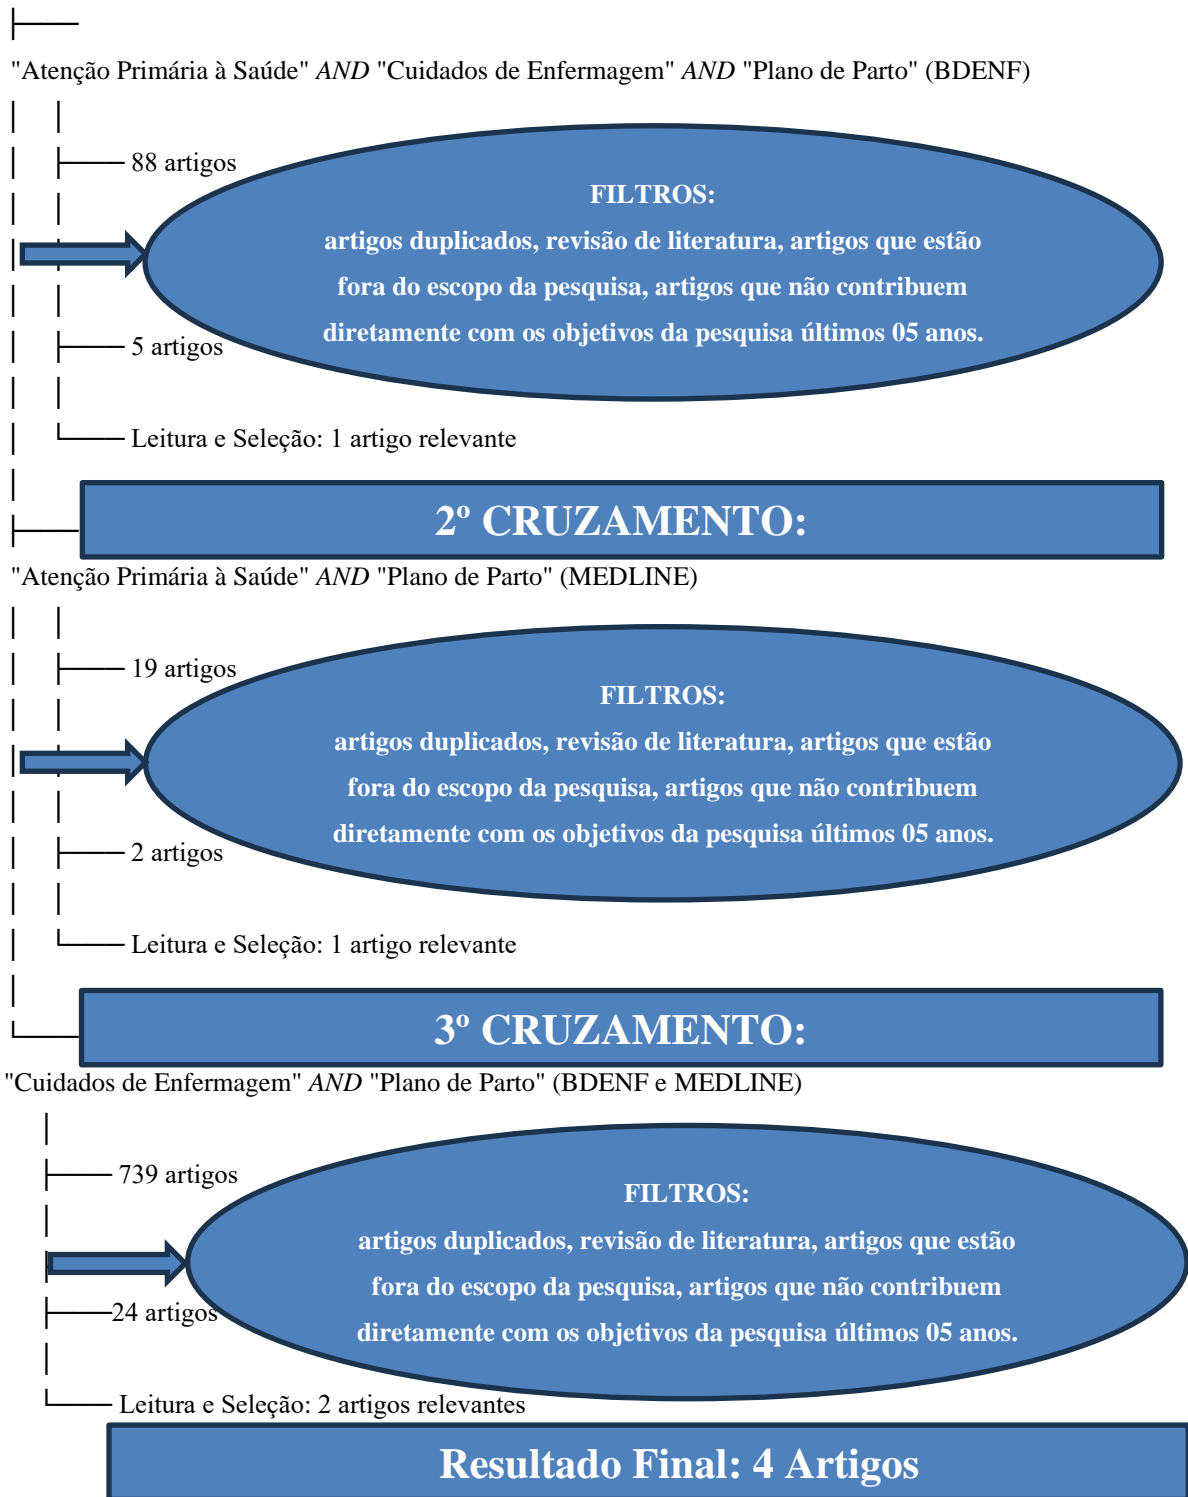 "Atenção Primária à Saúde" AND "Cuidados de Enfermagem" AND "Plano de Parto" (BDENF)
88 artigos
FILTROS:
artigos duplicados, revisão de literatura, artigos que estão
fora do escopo da pesquisa, artigos que não contribuem
diretamente com os objetivos da pesquisa últimos 05 anos.
5 artigos
Leitura e Seleção: 1 artigo relevante
2º CRUZAMENTO:
"Atenção Primária à Saúde" AND "Plano de Parto" (MEDLINE)
19 artigos
FILTROS:
artigos duplicados, revisão de literatura, artigos que estão
fora do escopo da pesquisa, artigos que não contribuem
diretamente com os objetivos da pesquisa últimos 05 anos.
2 artigos
Leitura e Seleção: 1 artigo relevante
3º CRUZAMENTO:
"Cuidados de Enfermagem" AND "Plano de Parto" (BDENF e MEDLINE)
739 artigos
FILTROS:
artigos duplicados, revisão de literatura, artigos que estão
fora do escopo da pesquisa, artigos que não contribuem
diretamente com os objetivos da pesquisa últimos 05 anos.
24 artigos
Leitura e Seleção: 2 artigos relevantes
Resultado Final: 4 Artigos